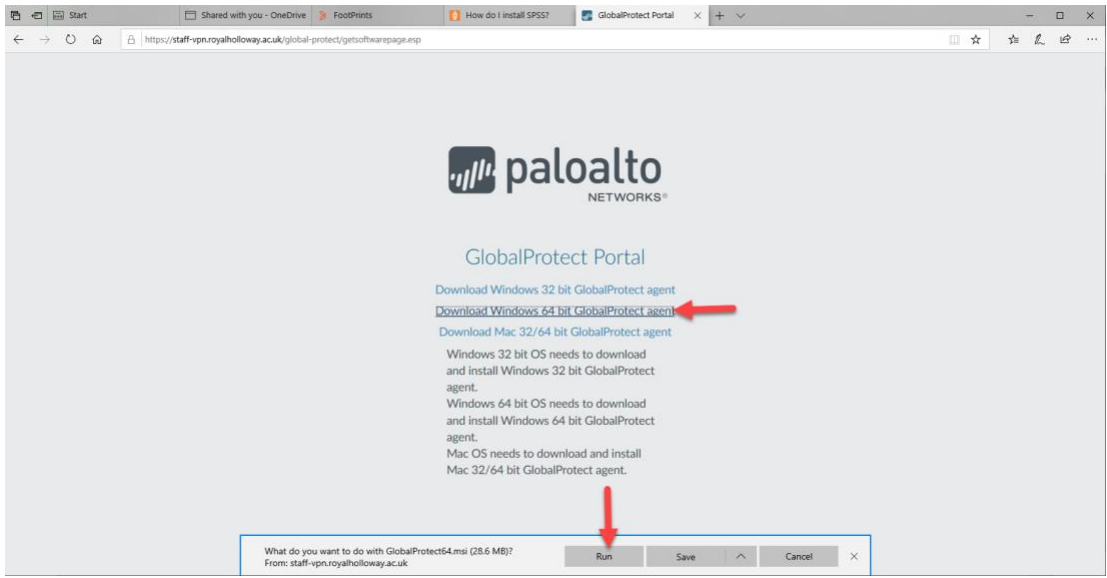 Start
Shared with you - OneDrive
FootPrints
How do I install SPSS?
GlobalProtect Portal
https://staff-vpn.royalholloway.ac.uk/global-protect/getsoftwarepage.esp
paloalto
NETWORKS®
GlobalProtect Portal
Download Windows 32 bit GlobalProtect agent
Download Windows 64 bit GlobalProtect agent
Download Mac 32/64 bit GlobalProtect agent
Windows 32 bit OS needs to download
and install Windows 32 bit GlobalProtect
agent.
Windows 64 bit OS needs to download
and install Windows 64 bit GlobalProtect
agent.
Mac OS needs to download and install
Mac 32/64 bit GlobalProtect agent.
What do you want to do with GlobalProtect64.msi (28.6 MB)?
From: staff-vpn.royalholloway.ac.uk
Run
Save
Cancel